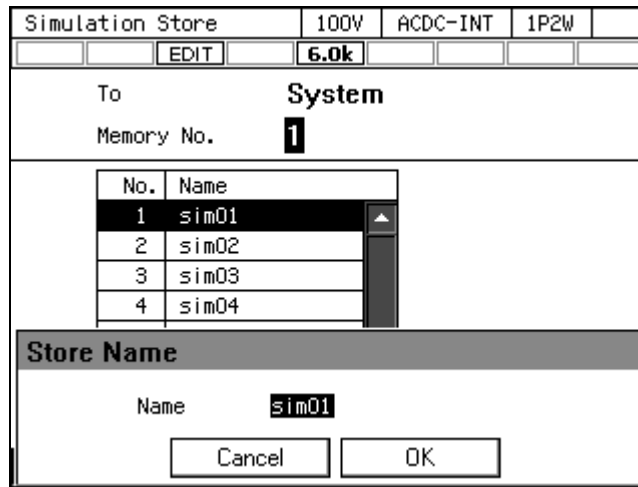 Simulation Store 100V ACDC-INT 1P2W
EDIT 6.0k
To System
Memory No. 1
No. Name
1 sim01
2 sim02
3 sim03
4 sim04
Store Name
Name sim01
Cancel OK